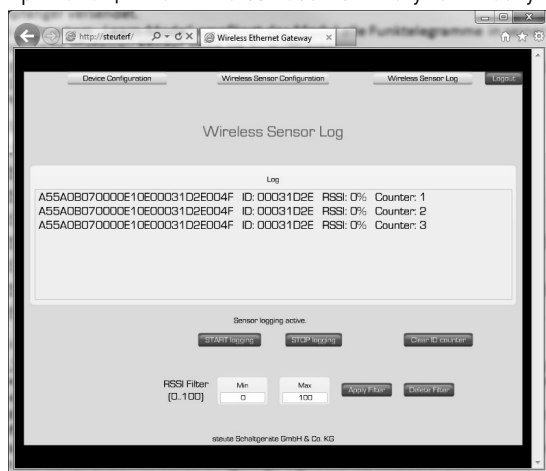 http://steuterf/
Wireless Ethernet Gateway
Device Configuration
Wireless Sensor Configuration
Wireless Sensor Log
Logout
Wireless Sensor Log
Log
A55A0B070000E10E00031D2E004F ID: 00031D2E RSSI: 0% Counter: 1
A55A0B070000E10E00031D2E004F ID: 00031D2E RSSI: 0% Counter: 2
A55A0B070000E10E00031D2E004F ID: 00031D2E RSSI: 0% Counter: 3
Sensor logging active.
START logging
STOP logging
Clear ID counter
RSSI Filter
(0..100)
Min
0
Max
100
Apply Filter
Delete Filter
steute Schaltgeräte GmbH & Co. KG